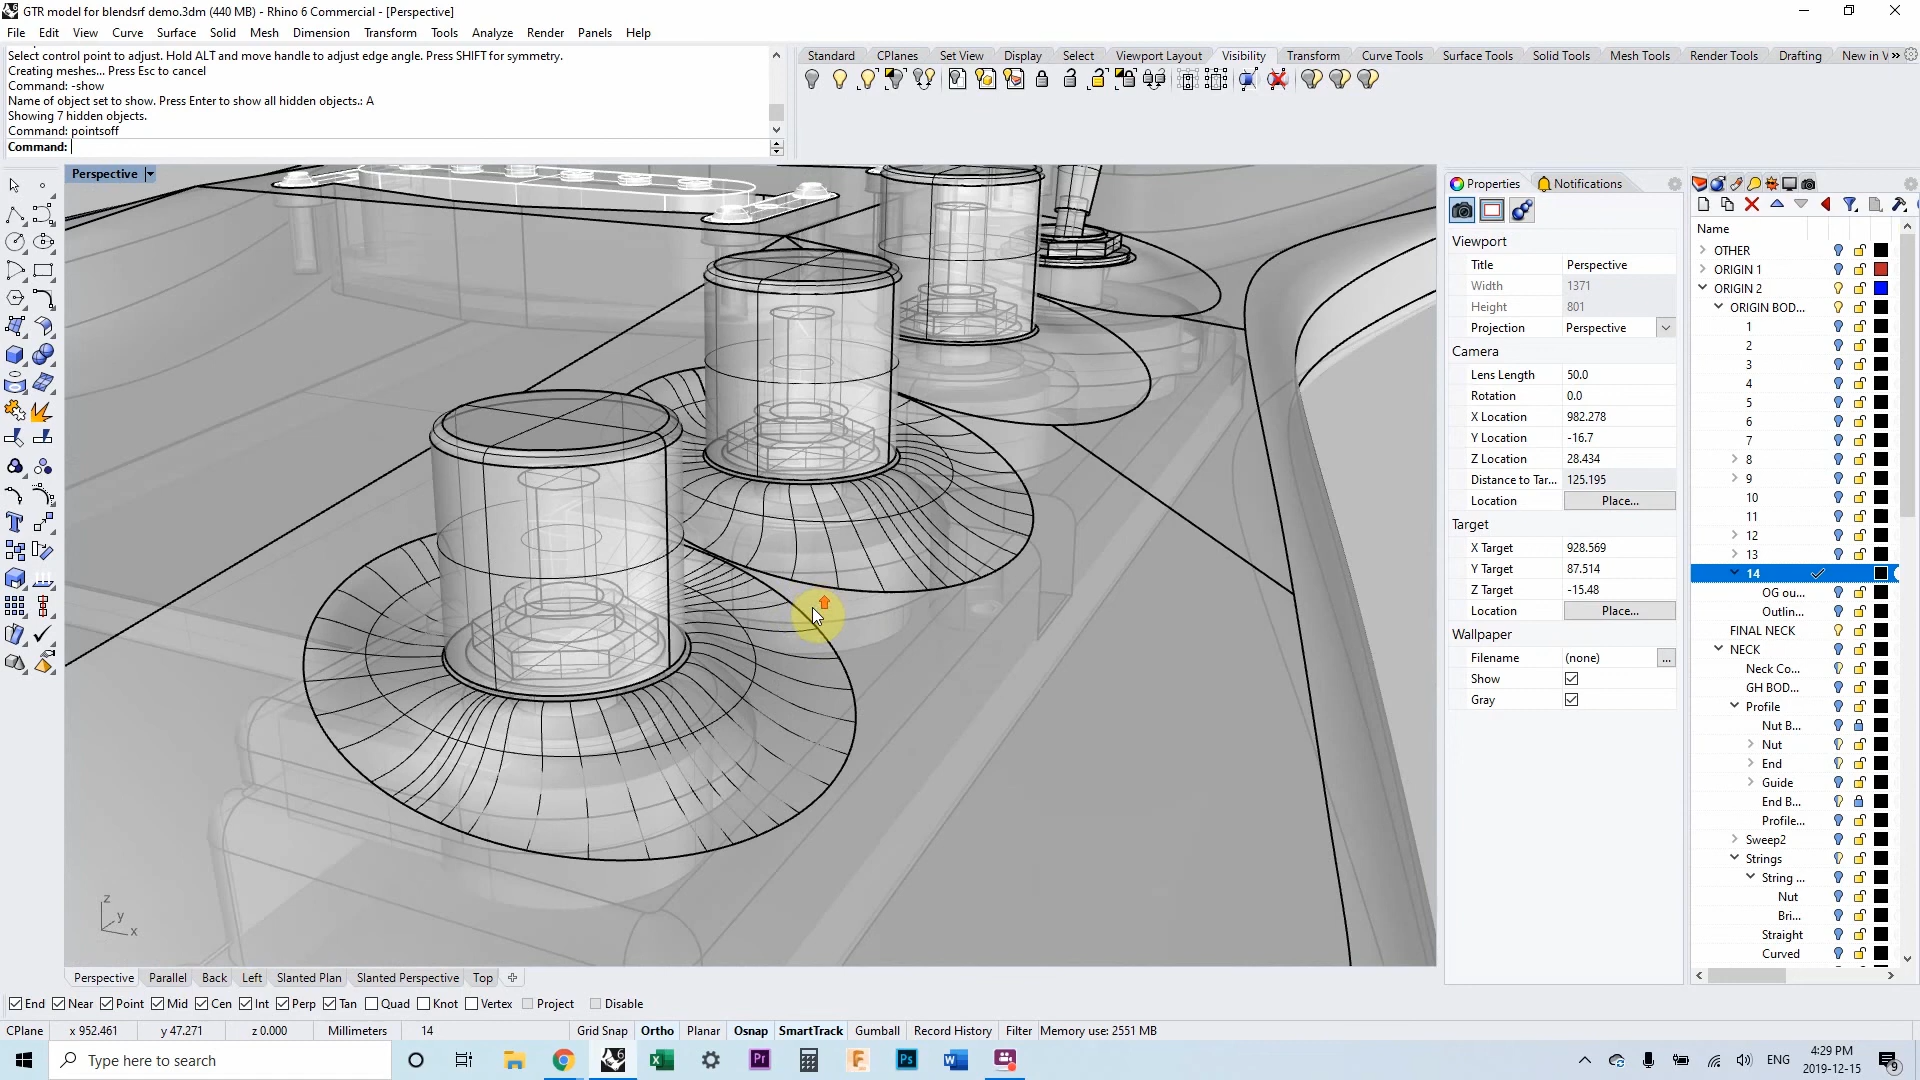 GTR model for blendsrf demo.3dm (440 MB) - Rhino 6 Commercial - [Perspective]
File Edit View Curve Surface Solid Mesh Dimension Transform Tools Analyze Render Panels Help
Select control point to adjust. Hold ALT and move handle to adjust edge angle. Press SHIFT for symmetry.
Creating meshes... Press Esc to cancel
Command: -show
Name of object set to show. Press Enter to show all hidden objects.: A
Showing 7 hidden objects.
Command: pointsoff
Command:
Standard CPlanes Set View Display Select Viewport Layout Visibility Transform Curve Tools Surface Tools Solid Tools Mesh Tools Render Tools Drafting New in V »
Perspective
z
y
x
Properties Notifications
Viewport
Title Perspective
Width 1371
Height 801
Projection Perspective
Camera
Lens Length 50.0
Rotation 0.0
X Location 982.278
Y Location -16.7
Z Location 28.434
Distance to Tar... 125.195
Location Place...
Target
X Target 928.569
Y Target 87.514
Z Target -15.48
Location Place...
Wallpaper
Filename (none) ...
Show
Gray
Name
OTHER
ORIGIN 1
ORIGIN 2
ORIGIN BOD...
1
2
3
4
5
6
7
8
9
10
11
12
13
14
OG ou...
Outlin...
FINAL NECK
NECK
Neck Co...
GH BOD...
Profile
Nut B...
Nut
End
Guide
End B...
Profile...
Sweep2
Strings
String ...
Nut
Bri...
Straight
Curved
Perspective Parallel Back Left Slanted Plan Slanted Perspective Top
End Near Point Mid Cen Int Perp Tan Quad Knot Vertex Project Disable
CPlane x 952.461 y 47.271 z 0.000 Millimeters 14 Grid Snap Ortho Planar Osnap SmartTrack Gumball Record History Filter Memory use: 2551 MB
Type here to search
ENG
4:29 PM
2019-12-15
9